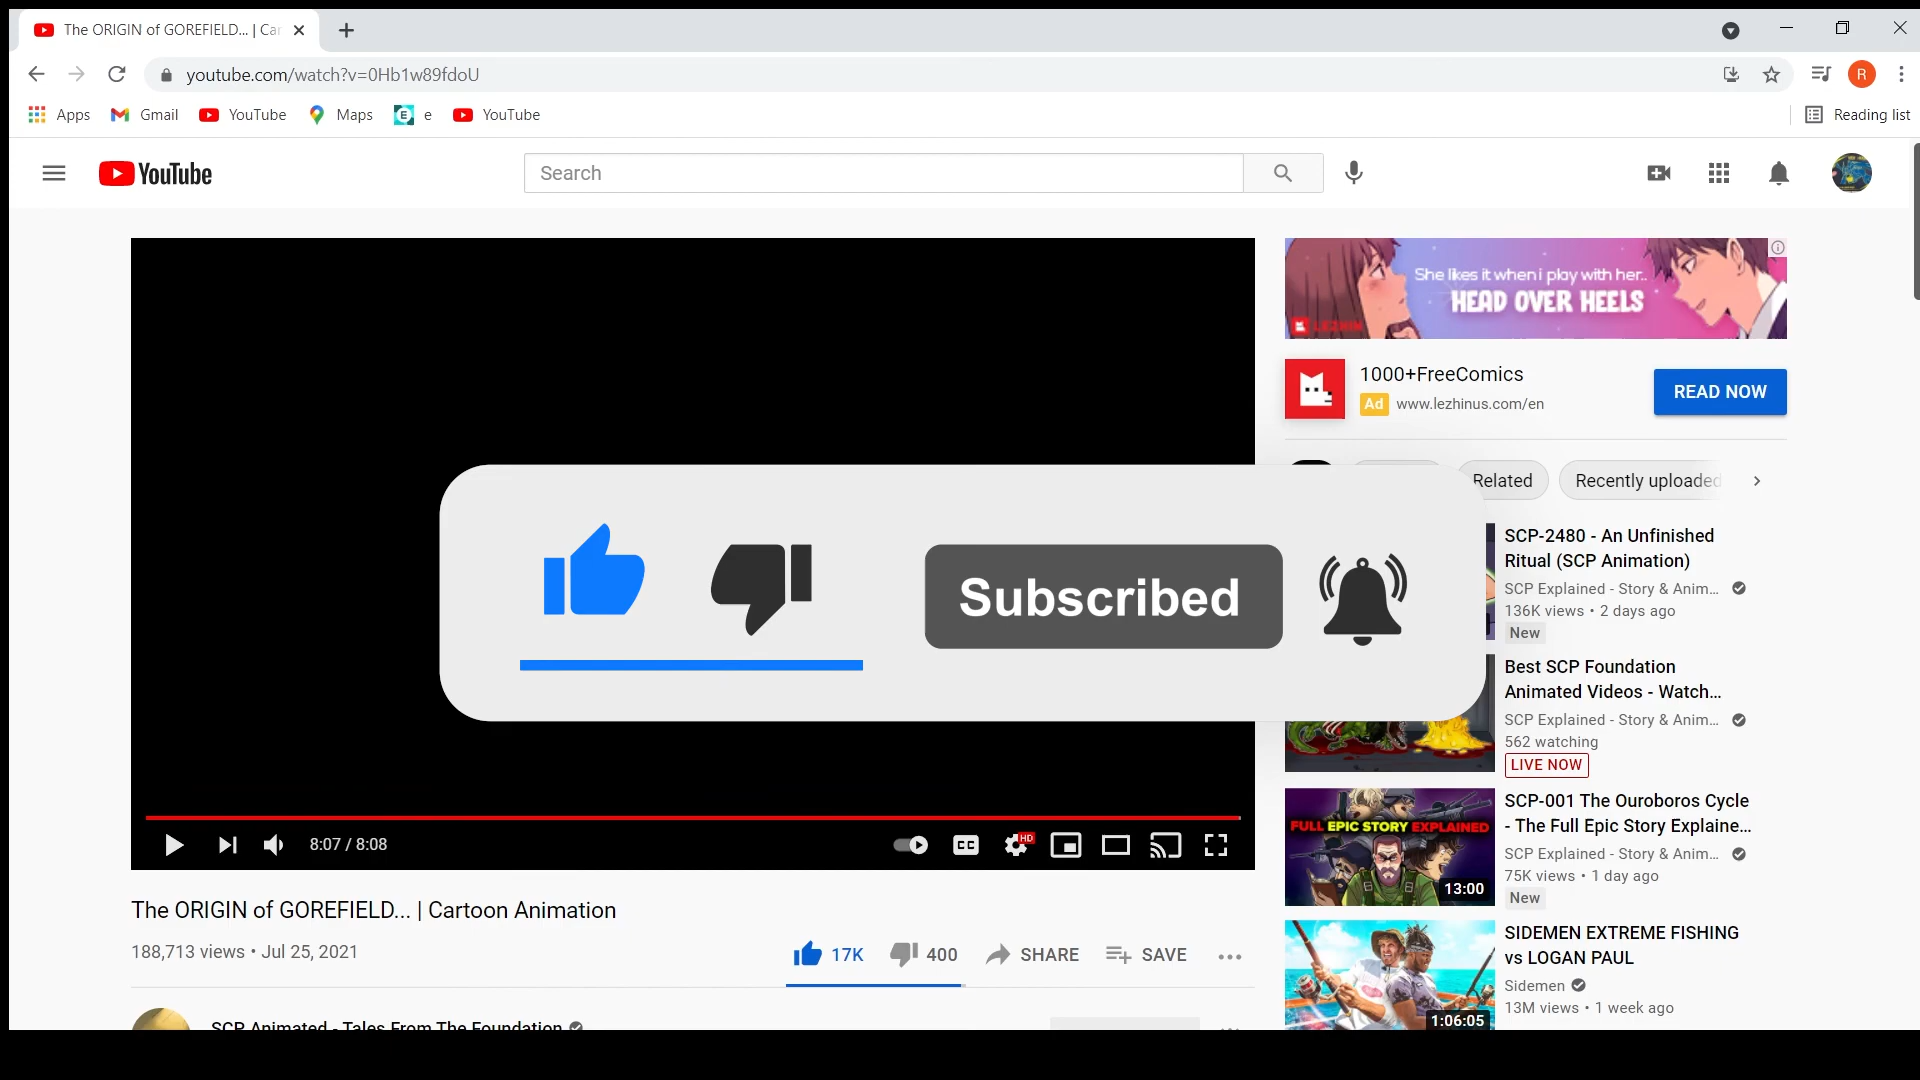 The ORIGIN of GOREFIELD... | Car
youtube.com/watch?v=0Hb1w89fdoU
R
Apps
Gmail
YouTube
Maps
E
e
YouTube
Reading list
YouTube
Search
She likes it when i play with her..
HEAD OVER HEELS
LEZHIN
1000+FreeComics
Ad www.lezhinus.com/en
READ NOW
Related
Recently uploaded
Subscribed
SCP-2480 - An Unfinished
Ritual (SCP Animation)
SCP Explained - Story & Anim...
136K views • 2 days ago
New
Best SCP Foundation
Animated Videos - Watch...
SCP Explained - Story & Anim...
562 watching
LIVE NOW
FULL EPIC STORY EXPLAINED
13:00
SCP-001 The Ouroboros Cycle
- The Full Epic Story Explaine...
SCP Explained - Story & Anim...
75K views • 1 day ago
New
1:06:05
SIDEMEN EXTREME FISHING
vs LOGAN PAUL
Sidemen
13M views • 1 week ago
8:07 / 8:08
CC
HD
The ORIGIN of GOREFIELD... | Cartoon Animation
188,713 views • Jul 25, 2021
17K
400
SHARE
SAVE
SCP Animated - Tales From The Foundation